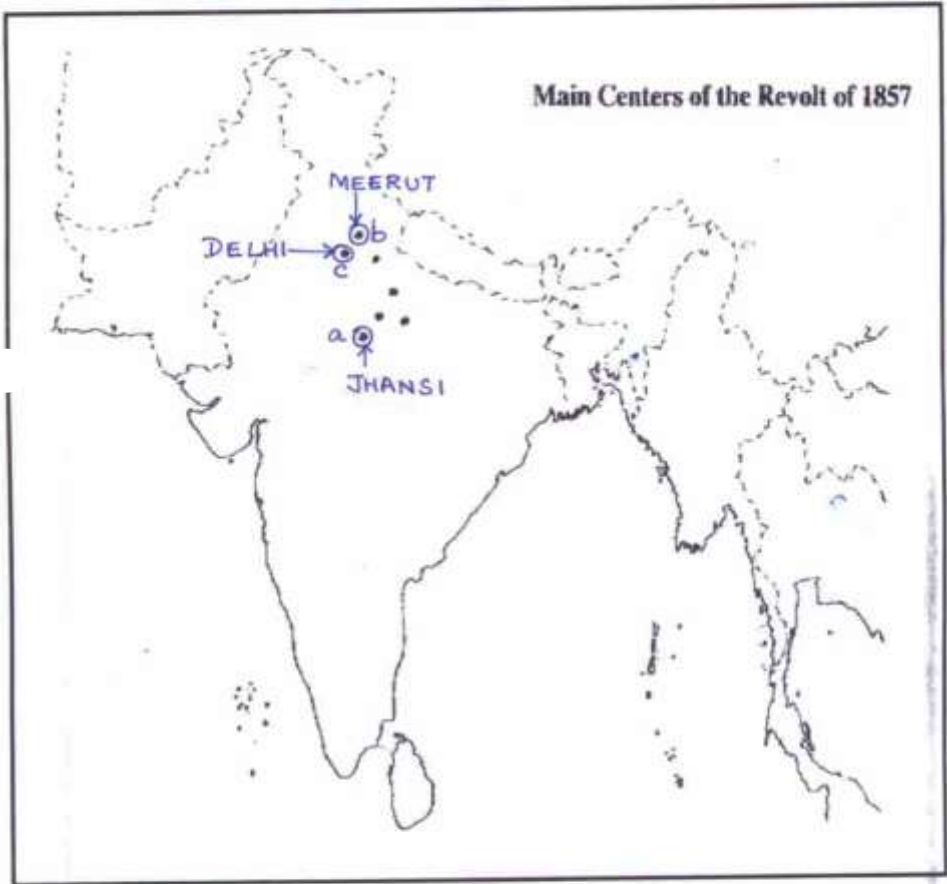 Main Centers of the Revolt of 1857
MEERUT
b
DELHI
c
a
JHANSI